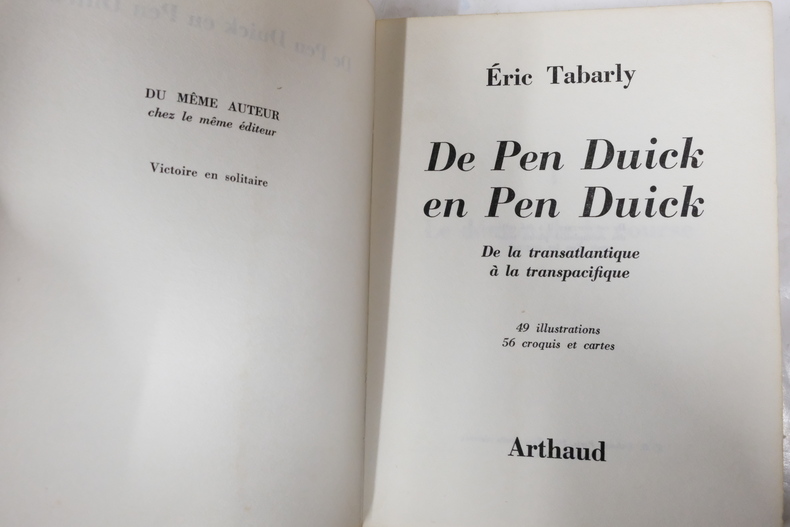 DU MÊME AUTEUR
chez le même éditeur
Victoire en solitaire
Éric Tabarly
De Pen Duick
en Pen Duick
De la transatlantique
à la transpacifique
49 illustrations
56 croquis et cartes
Arthaud